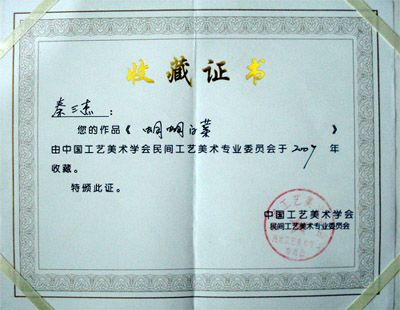 收藏证书
秦三杰：
您的作品《 蝈蝈白菜 》
由中国工艺美术学会民间工艺美术专业委员会于2007年
收藏。
特颁此证。
中国工艺美术学会
民间工艺美术专业委员会